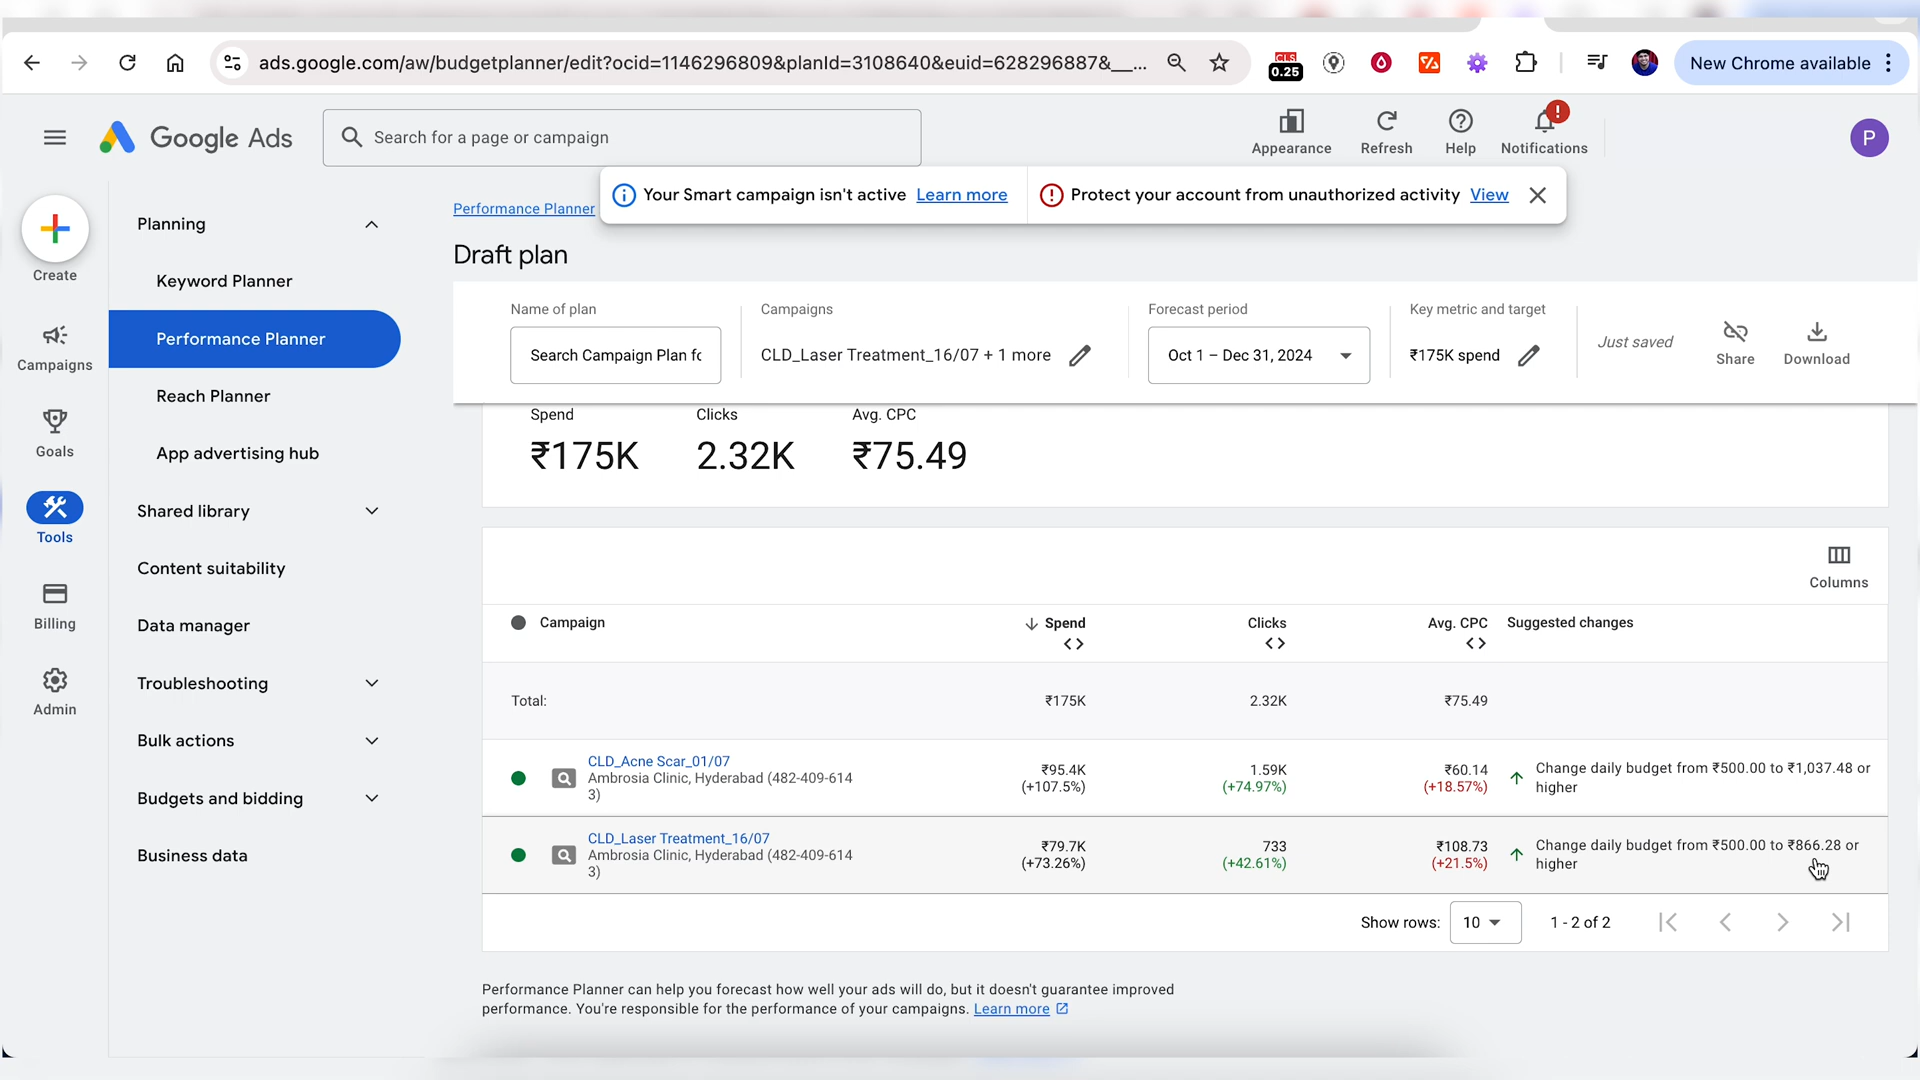 ads.google.com/aw/budgetplanner/edit?ocid=1146296809&planId=3108640&euid=628296887&__...
CLS
0.25
New Chrome available
Google Ads
Search for a page or campaign
Appearance
Refresh
Help
Notifications
P
Your Smart campaign isn't active Learn more
Protect your account from unauthorized activity View
Create
Campaigns
Goals
Tools
Billing
Admin
Planning
Keyword Planner
Performance Planner
Reach Planner
App advertising hub
Shared library
Content suitability
Data manager
Troubleshooting
Bulk actions
Budgets and bidding
Business data
Performance Planner
Draft plan
Name of plan
Search Campaign Plan fc
Campaigns
CLD_Laser Treatment_16/07 + 1 more
Forecast period
Oct 1 – Dec 31, 2024
Key metric and target
₹175K spend
Just saved
Share
Download
Spend Clicks Avg. CPC
₹175K 2.32K ₹75.49
Columns
Campaign Spend Clicks Avg. CPC Suggested changes
Total: ₹175K 2.32K ₹75.49
CLD_Acne Scar_01/07
Ambrosia Clinic, Hyderabad (482-409-614
3)
₹95.4K
(+107.5%)
1.59K
(+74.97%)
₹60.14
(+18.57%)
Change daily budget from ₹500.00 to ₹1,037.48 or
higher
CLD_Laser Treatment_16/07
Ambrosia Clinic, Hyderabad (482-409-614
3)
₹79.7K
(+73.26%)
733
(+42.61%)
₹108.73
(+21.5%)
Change daily budget from ₹500.00 to ₹866.28 or
higher
Show rows: 10 1 - 2 of 2
Performance Planner can help you forecast how well your ads will do, but it doesn't guarantee improved
performance. You're responsible for the performance of your campaigns. Learn more